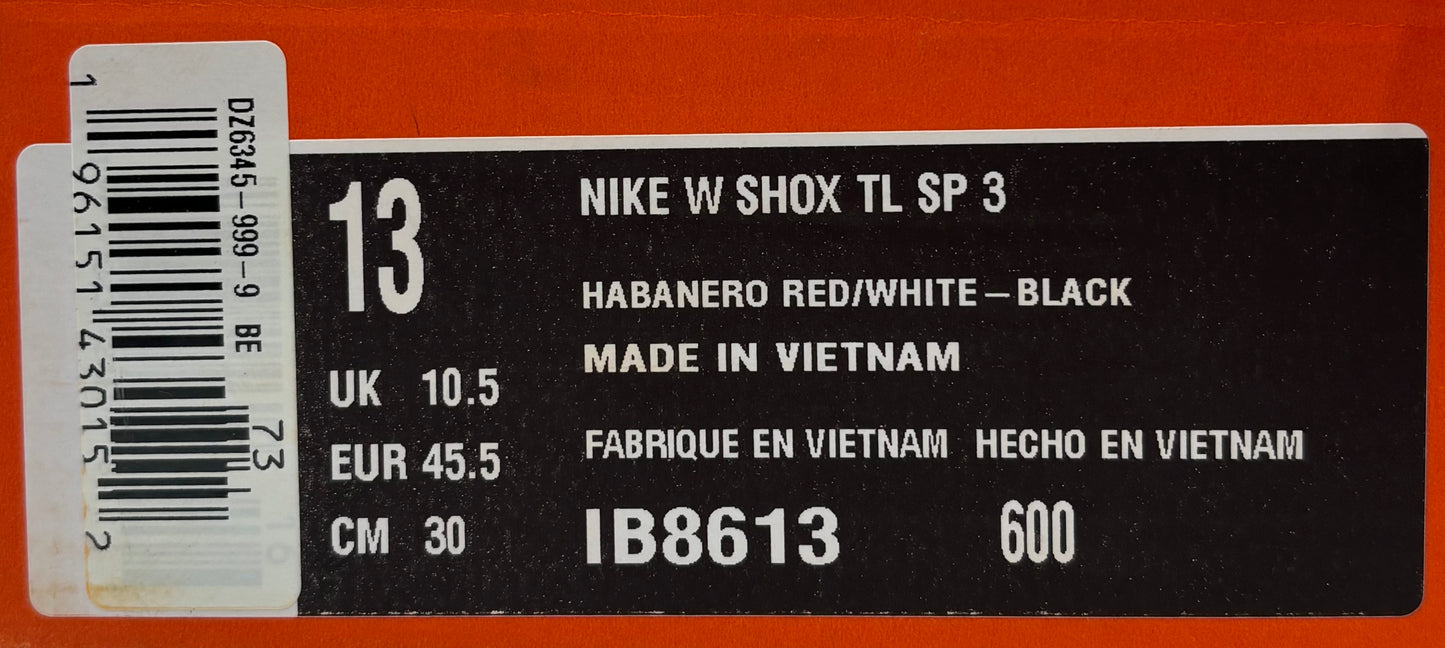 DZ6345-999-9 BE
73
1 96151 43015 2
13
NIKE W SHOX TL SP 3
HABANERO RED/WHITE-BLACK
MADE IN VIETNAM
UK 10.5
EUR 45.5
CM 30
FABRIQUE EN VIETNAM HECHO EN VIETNAM
IB8613 600